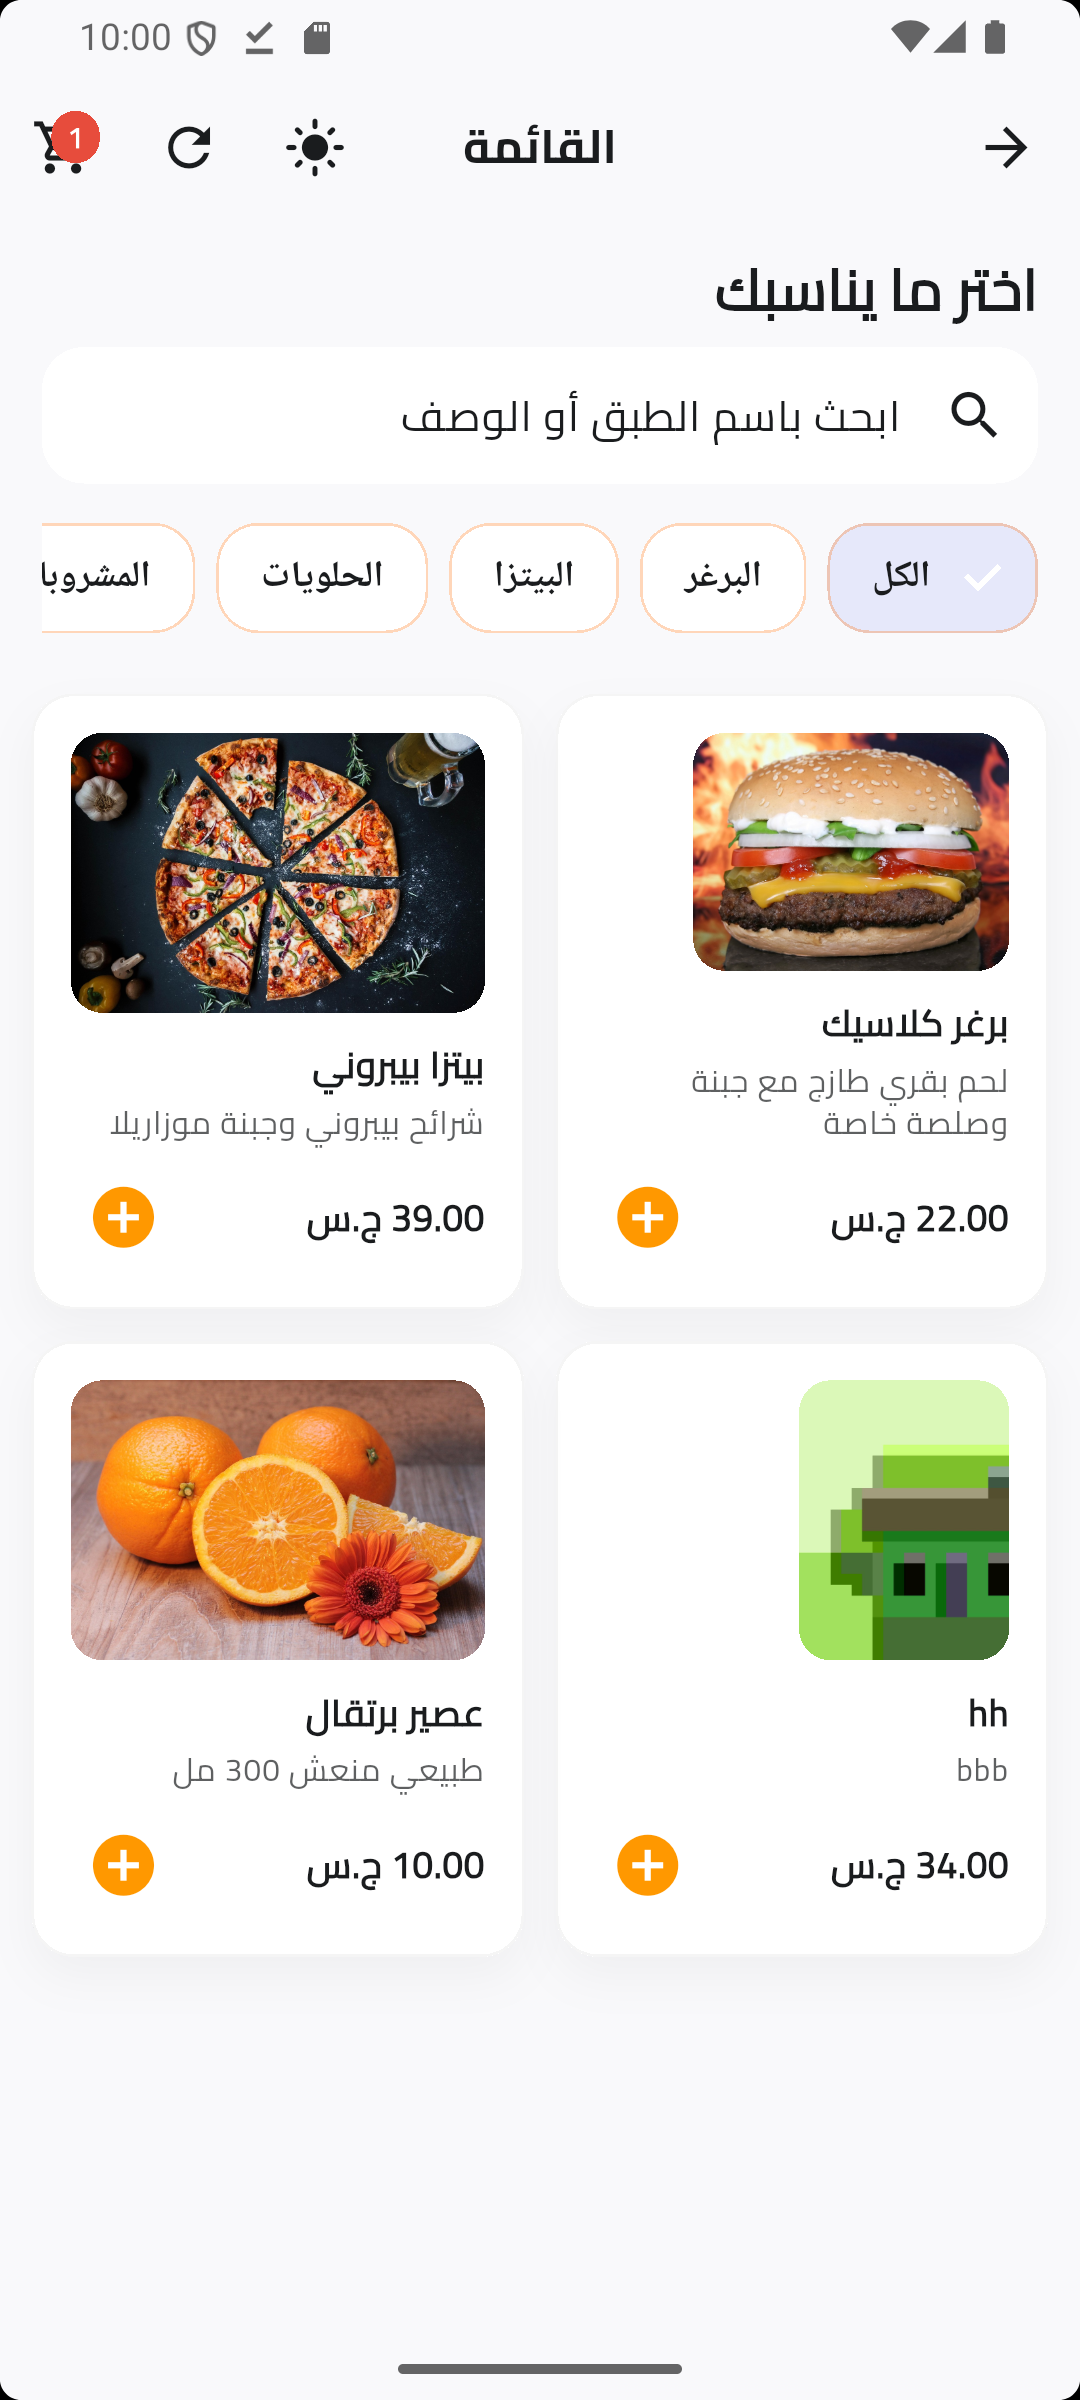 10:00
القائمة
1
اختر ما يناسبك
ابحث باسم الطبق أو الوصف
الكل
البرغر
البيتزا
الحلويات
المشروبا
برغر كلاسيك
لحم بقري طازج مع جبنة
وصلصة خاصة
22.00 ج.س
بيتزا بيبروني
شرائح بيبروني وجبنة موزاريلا
39.00 ج.س
hh
bbb
34.00 ج.س
عصير برتقال
طبيعي منعش 300 مل
10.00 ج.س